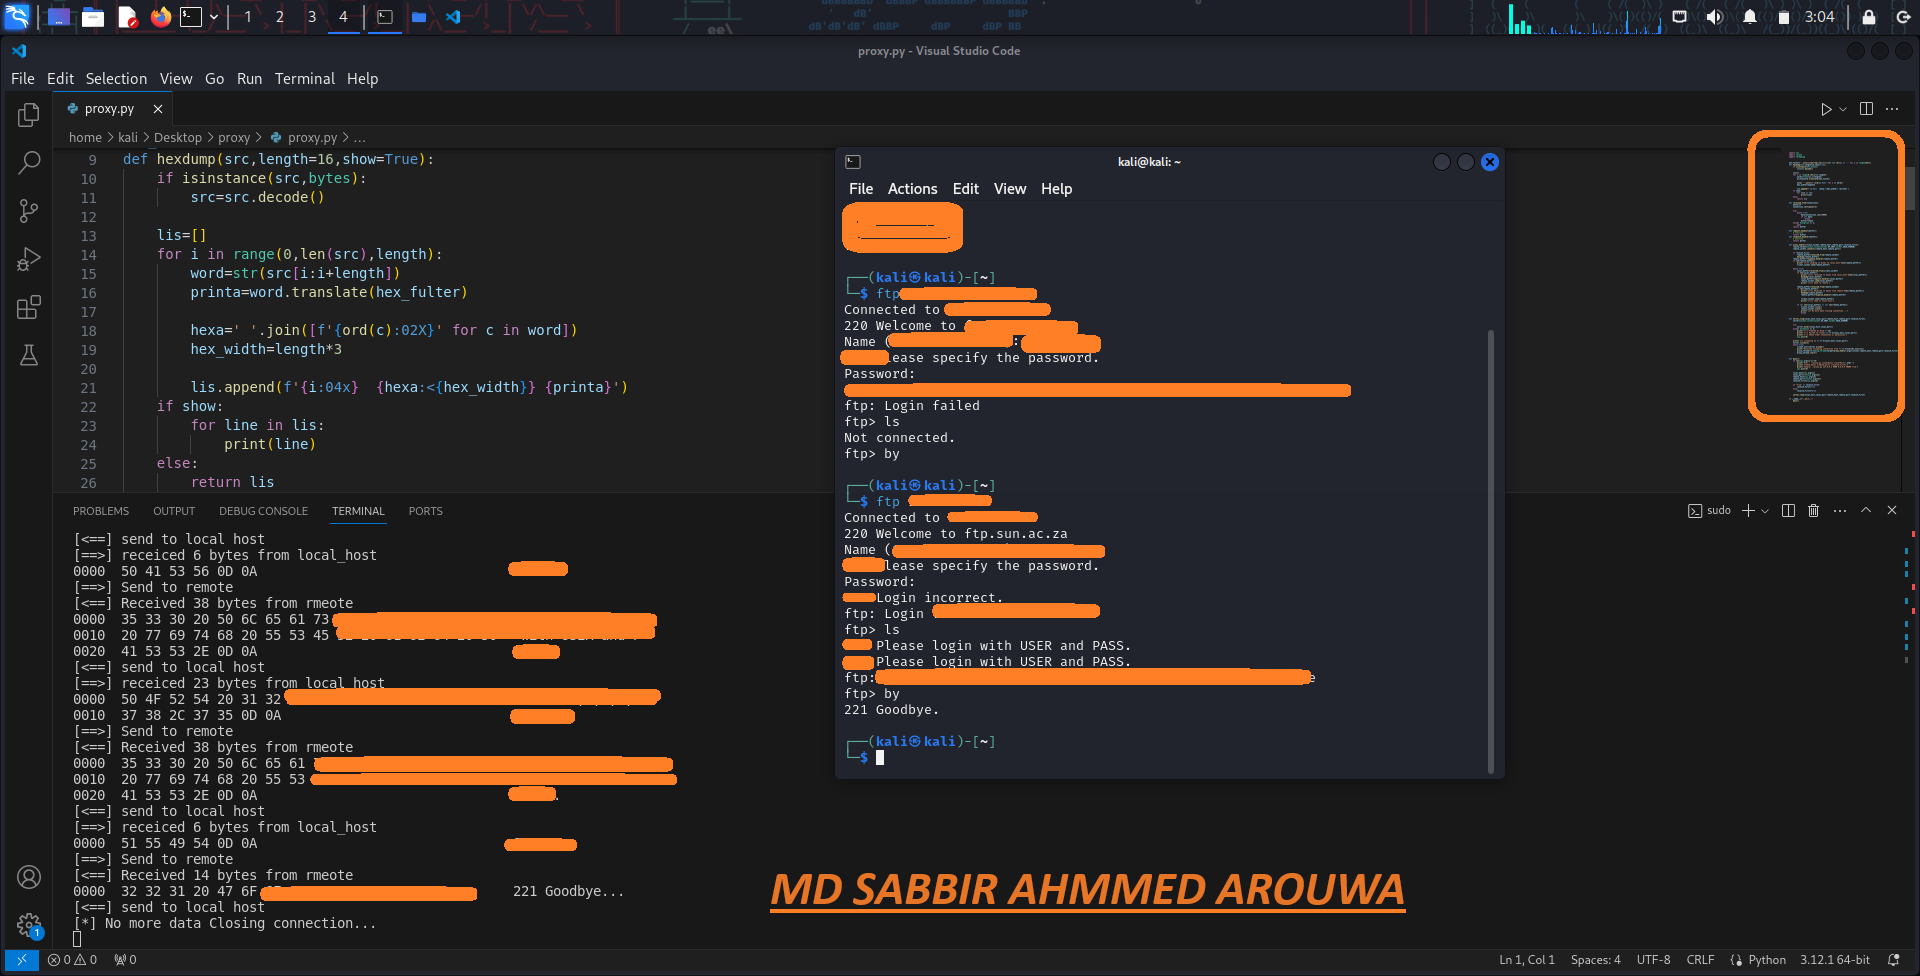 1 2 3 4
3:04
proxy.py - Visual Studio Code
File Edit Selection View Go Run Terminal Help
proxy.py
home > kali > Desktop > proxy > proxy.py > ...
9 def hexdump(src,length=16,show=True):
10 if isinstance(src,bytes):
11 src=src.decode()
12
13 lis=[]
14 for i in range(0,len(src),length):
15 word=str(src[i:i+length])
16 printa=word.translate(hex_fulter)
17
18 hexa=' '.join([f'{ord(c):02X}' for c in word])
19 hex_width=length*3
20
21 lis.append(f'{i:04x}  {hexa:<{hex_width}} {printa}')
22 if show:
23 for line in lis:
24 print(line)
25 else:
26 return lis
PROBLEMS OUTPUT DEBUG CONSOLE TERMINAL PORTS
sudo
[<==] send to local host
[==>] receiced 6 bytes from local_host
0000  50 41 53 56 0D 0A
[==>] Send to remote
[<==] Received 38 bytes from rmeote
0000  35 33 30 20 50 6C 65 61 73
0010  20 77 69 74 68 20 55 53 45
0020  41 53 53 2E 0D 0A
[<==] send to local host
[==>] receiced 23 bytes from local_host
0000  50 4F 52 54 20 31 32
0010  37 38 2C 37 35 0D 0A
[==>] Send to remote
[<==] Received 38 bytes from rmeote
0000  35 33 30 20 50 6C 65 61
0010  20 77 69 74 68 20 55 53
0020  41 53 53 2E 0D 0A .
[<==] send to local host
[==>] receiced 6 bytes from local_host
0000  51 55 49 54 0D 0A
[==>] Send to remote
[<==] Received 14 bytes from rmeote
0000  32 32 31 20 47 6F 221 Goodbye...
[<==] send to local host
[*] No more data Closing connection...
kali@kali: ~
File Actions Edit View Help
(kali㉿kali)-[~]
$ ftp
Connected to
220 Welcome to
Name ( :
lease specify the password.
Password:
ftp: Login failed
ftp> ls
Not connected.
ftp> by
(kali㉿kali)-[~]
$ ftp
Connected to
220 Welcome to ftp.sun.ac.za
Name (
lease specify the password.
Password:
Login incorrect.
ftp: Login
ftp> ls
Please login with USER and PASS.
Please login with USER and PASS.
ftp: e
ftp> by
221 Goodbye.
(kali㉿kali)-[~]
$
MD SABBIR AHMMED AROUWA
0 0 0
Ln 1, Col 1 Spaces: 4 UTF-8 CRLF Python 3.12.1 64-bit
1